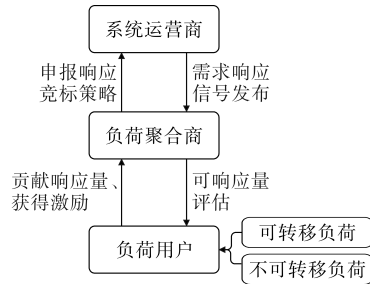 系统运营商
申报响应
竞标策略
需求响应
信号发布
负荷聚合商
贡献响应量、
获得激励
可响应量
评估
负荷用户
可转移负荷
不可转移负荷